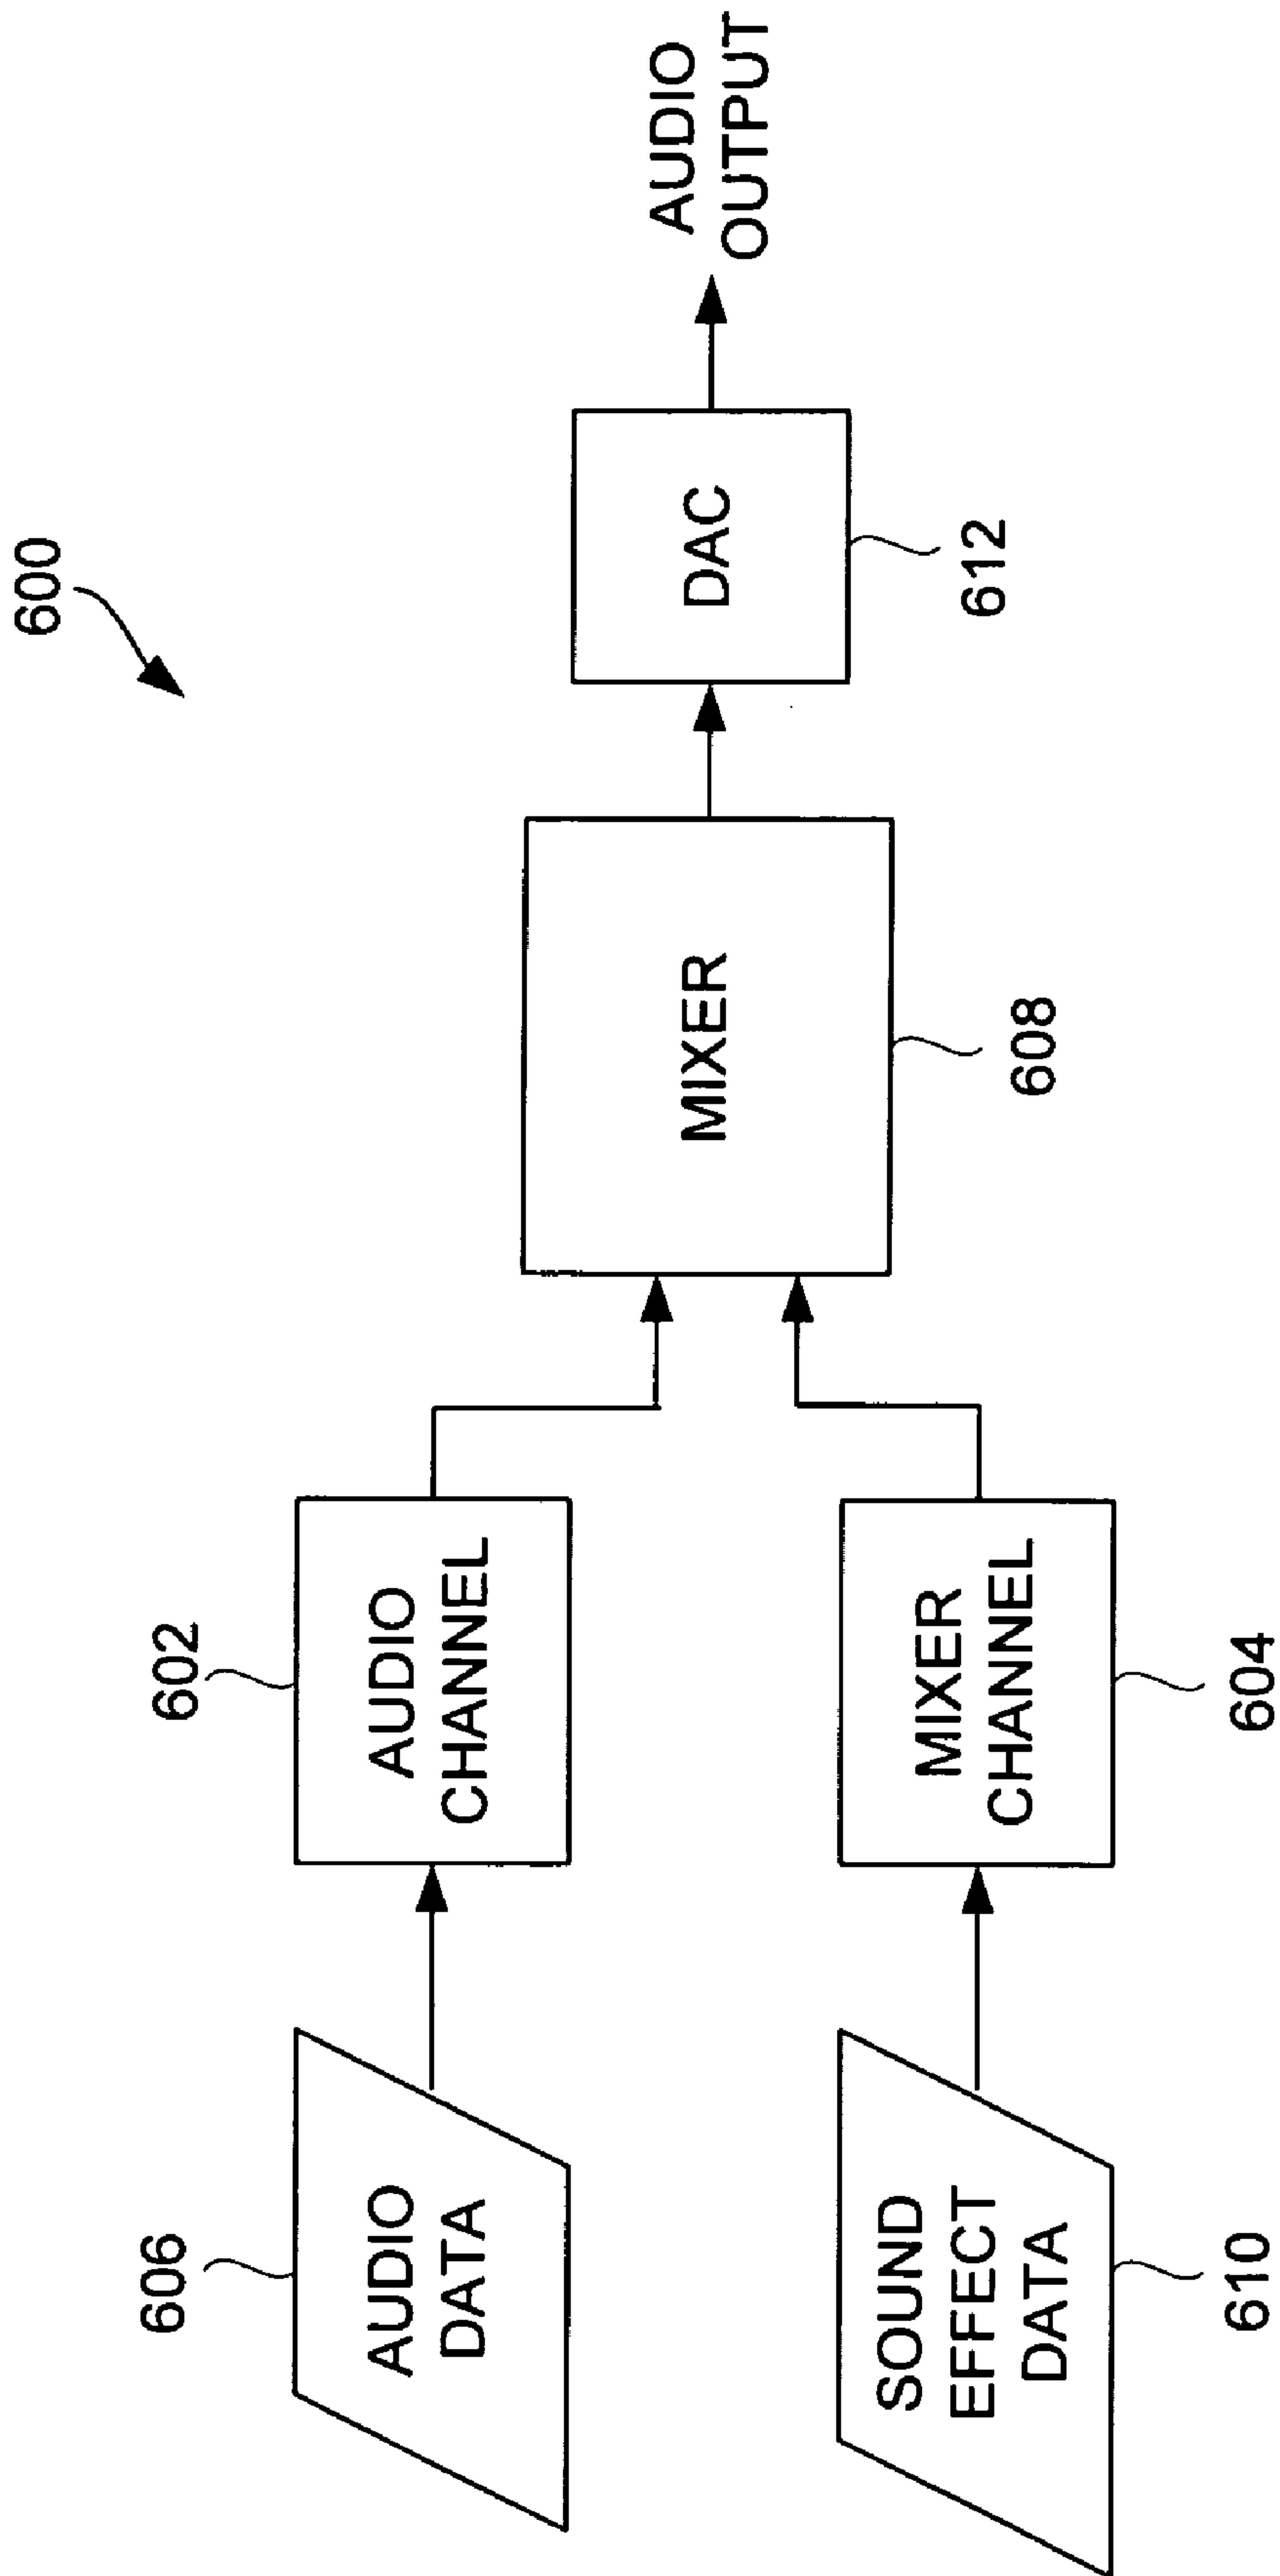 600
606
AUDIO
DATA
602
AUDIO
CHANNEL
SOUND
EFFECT
DATA
610
MIXER
CHANNEL
604
MIXER
608
DAC
612
AUDIO
OUTPUT